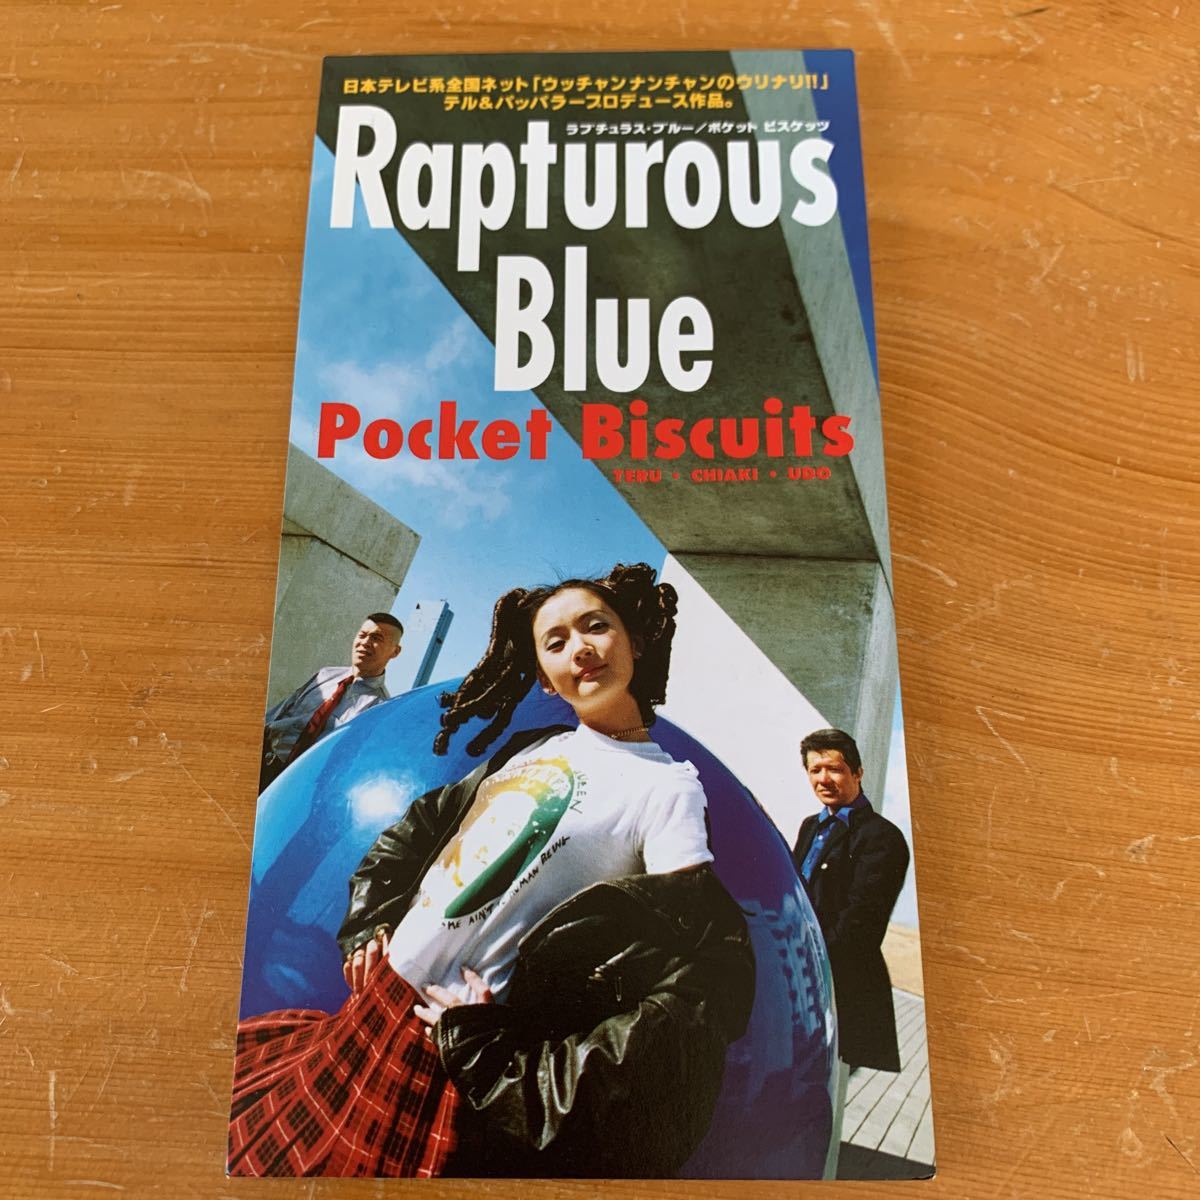 日本テレビ系全国ネット「ウッチャンナンチャンのウリナリ!!」
テル&パッパラープロデュース作品。
ラプチュラス・ブルー/ポケット ビスケッツ
Rapturous
Blue
Pocket Biscuits
TERU • CHIAKI • UDO
HUMAN BEING